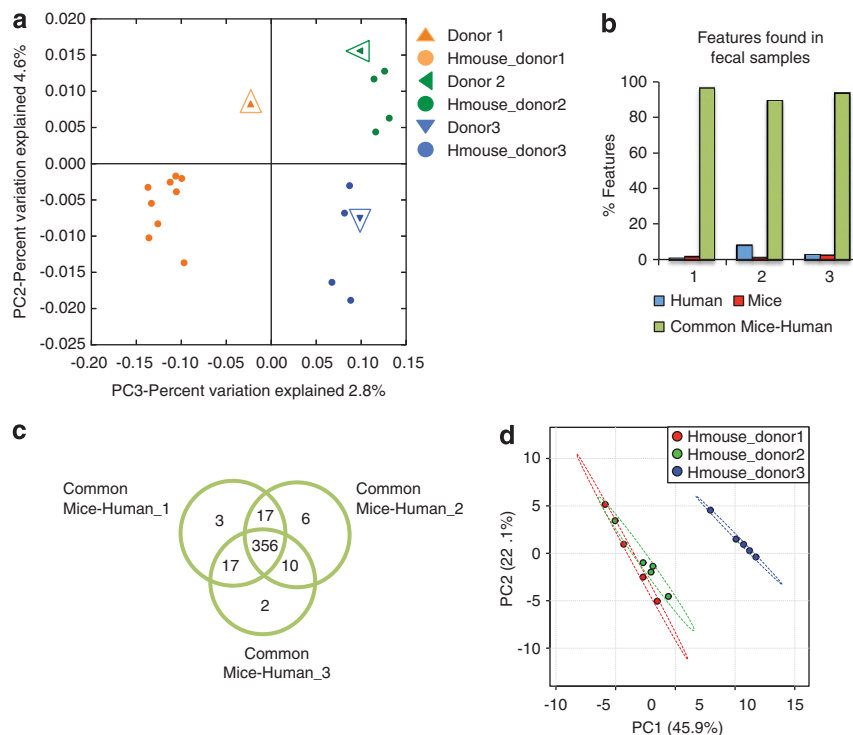 a
0.020
0.015
0.010
0.005
0.000
-0.005
-0.010
-0.015
-0.020
-0.025
PC2-Percent variation explained 4.6%
-0.20 -0.15 -0.10 -0.05 0.00 0.05 0.10 0.15
PC3-Percent variation explained 2.8%
Donor 1
Hmouse_donor1
Donor 2
Hmouse_donor2
Donor3
Hmouse_donor3
b
Features found in
fecal samples
100
80
60
40
20
0
% Features
1 2 3
Human Mice
Common Mice-Human
c
Common
Mice-Human_1
Common
Mice-Human_2
3 17 6
356
17 10
2
Common
Mice-Human_3
d
Hmouse_donor1
Hmouse_donor2
Hmouse_donor3
10
5
0
-5
-10
PC2 (22 .1%)
-10 -5 0 5 10 15
PC1 (45.9%)